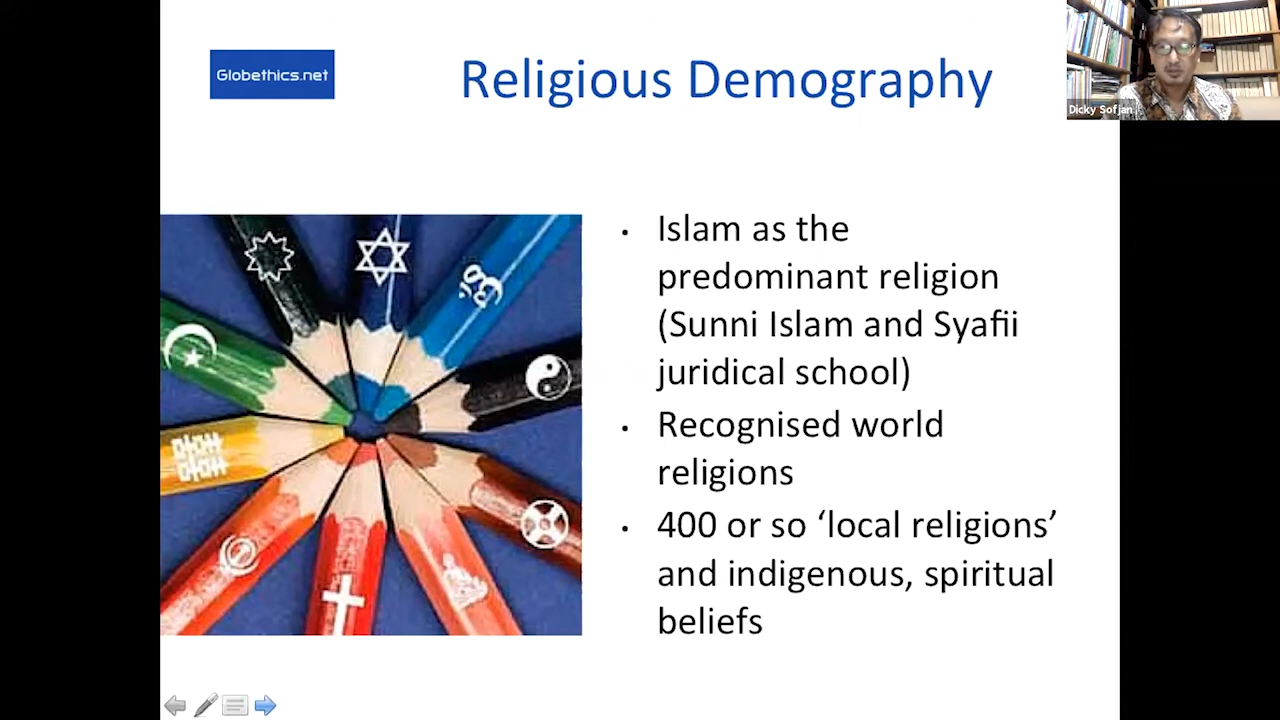 Globethics.net
Religious Demography
Dicky Sofjan
• Islam as the
predominant religion
(Sunni Islam and Syafii
juridical school)
• Recognised world
religions
• 400 or so ‘local religions’
and indigenous, spiritual
beliefs